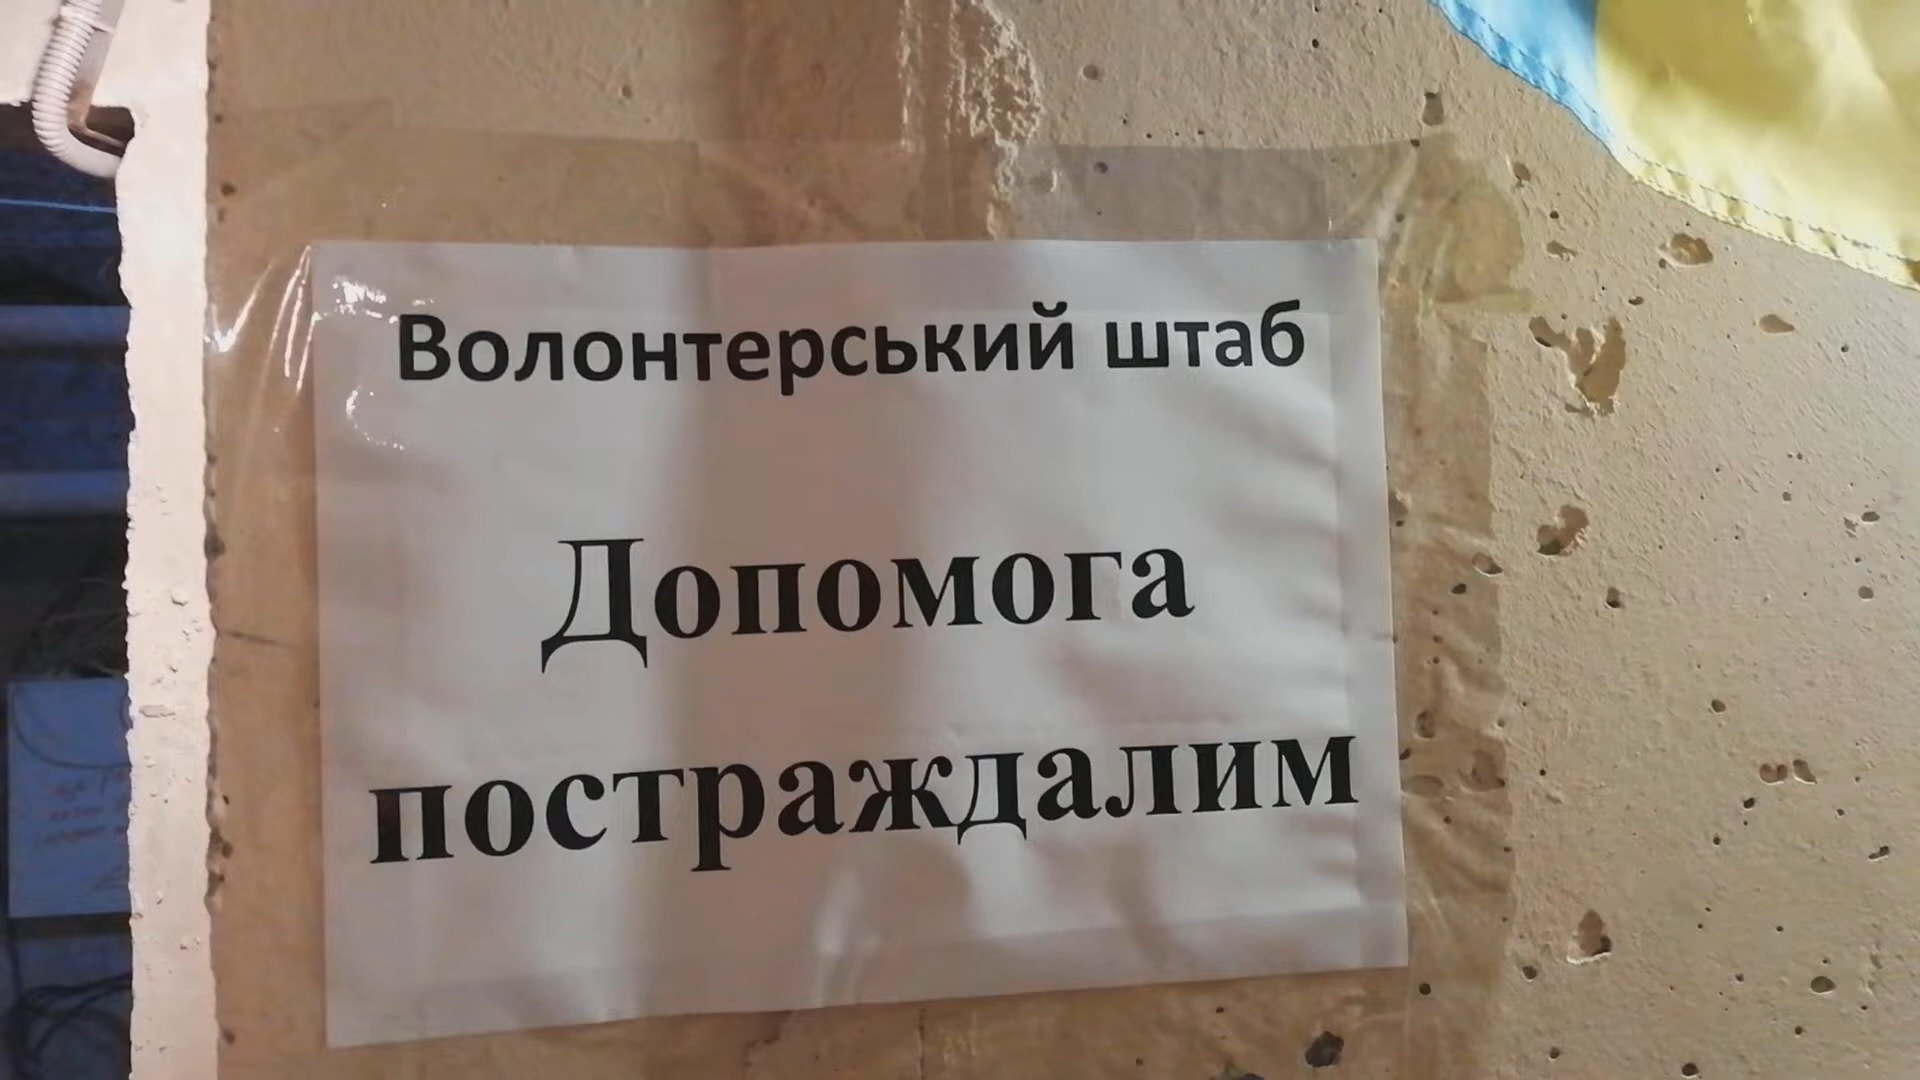 Волонтерський штаб
Допомога
постраждалим